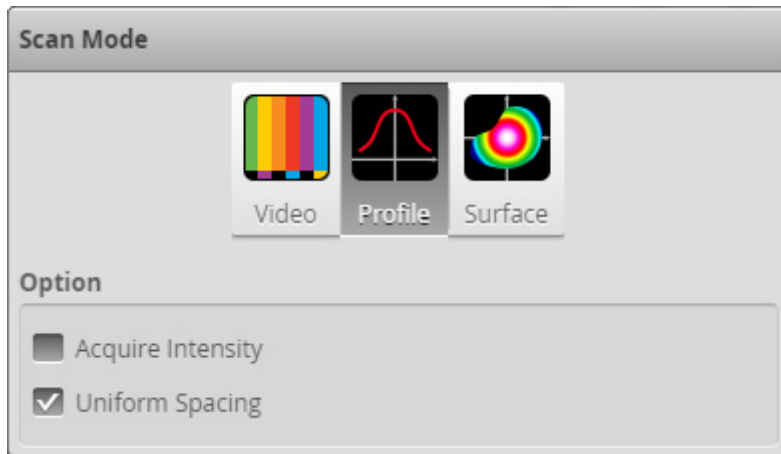 Scan Mode
Video Profile Surface
Option
Acquire Intensity
Uniform Spacing